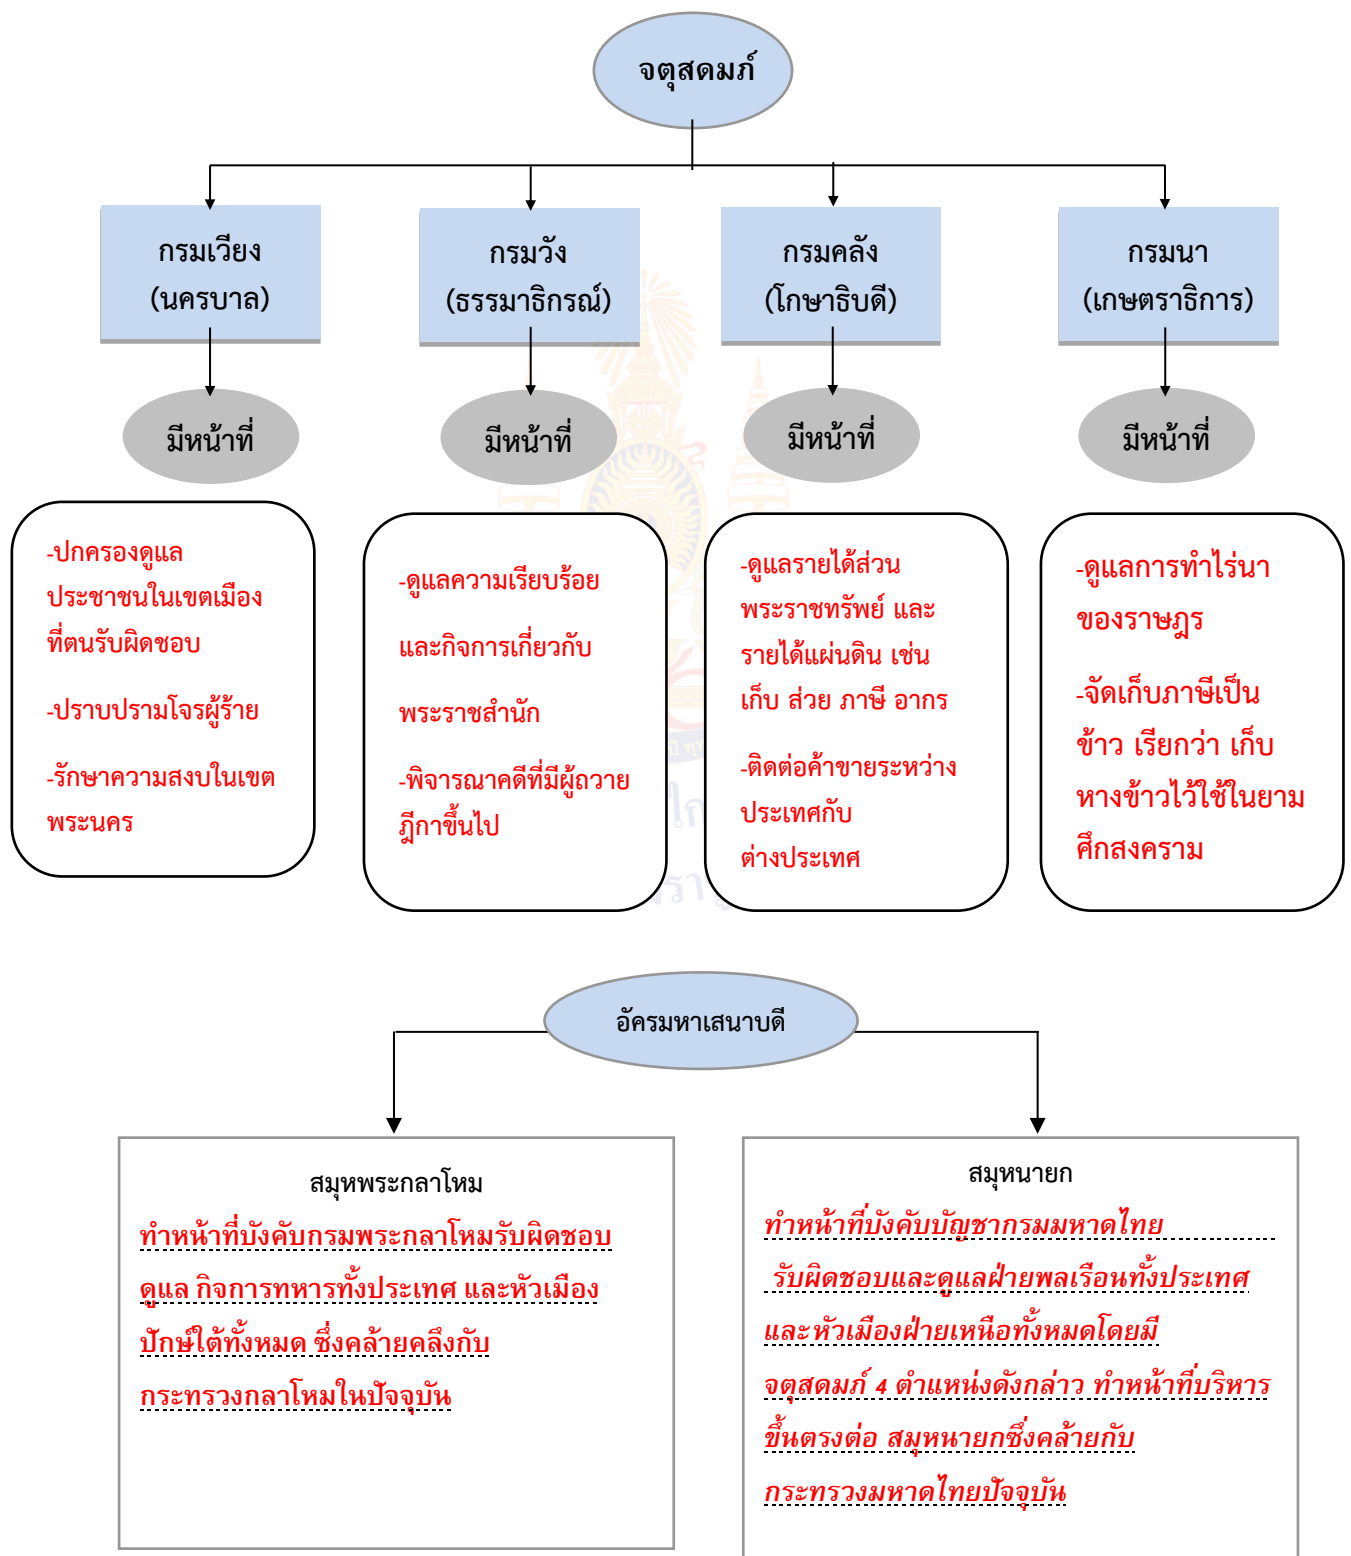 จตุสดมภ์
กรมเวียง
(นครบาล)
กรมวัง
(ธรรมาธิกรณ์)
กรมคลัง
(โกษาธิบดี)
กรมนา
(เกษตราธิการ)
มีหน้าที่
มีหน้าที่
มีหน้าที่
มีหน้าที่
-ปกครองดูแล
ประชาชนในเขตเมือง
ที่ตนรับผิดชอบ
-ปราบปรามโจรผู้ร้าย
-รักษาความสงบในเขต
พระนคร
-ดูแลความเรียบร้อย
และกิจการเกี่ยวกับ
พระราชสำนัก
-พิจารณาคดีที่มีผู้ถวาย
ฎีกาขึ้นไป
-ดูแลรายได้ส่วน
พระราชทรัพย์ และ
รายได้แผ่นดิน เช่น
เก็บ ส่วย ภาษี อากร
-ติดต่อค้าขายระหว่าง
ประเทศกับ
ต่างประเทศ
-ดูแลการทำไร่นา
ของราษฎร
-จัดเก็บภาษีเป็น
ข้าว เรียกว่า เก็บ
หางข้าวไว้ใช้ในยาม
ศึกสงคราม
อัครมหาเสนาบดี
สมุหพระกลาโหม
ทำหน้าที่บังคับกรมพระกลาโหมรับผิดชอบ
ดูแล กิจการทหารทั้งประเทศ และหัวเมือง
ปักษ์ใต้ทั้งหมด ซึ่งคล้ายคลึงกับ
กระทรวงกลาโหมในปัจจุบัน
สมุหนายก
ทำหน้าที่บังคับบัญชากรมมหาดไทย
รับผิดชอบและดูแลฝ่ายพลเรือนทั้งประเทศ
และหัวเมืองฝ่ายเหนือทั้งหมดโดยมี
จตุสดมภ์ 4 ตำแหน่งดังกล่าว ทำหน้าที่บริหาร
ขึ้นตรงต่อ สมุหนายกซึ่งคล้ายกับ
กระทรวงมหาดไทยปัจจุบัน